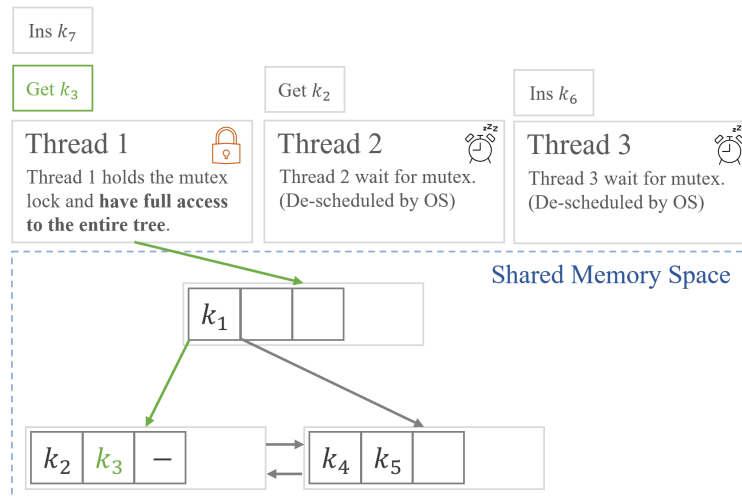 Ins k₇
Get k₃
Get k₂
Ins k₆
Thread 1
Thread 1 holds the mutex
lock and have full access
to the entire tree.
Thread 2
zzZ
Thread 2 wait for mutex.
(De-scheduled by OS)
Thread 3
zzZ
Thread 3 wait for mutex.
(De-scheduled by OS)
Shared Memory Space
k₁
k₂ k₃ –
k₄ k₅